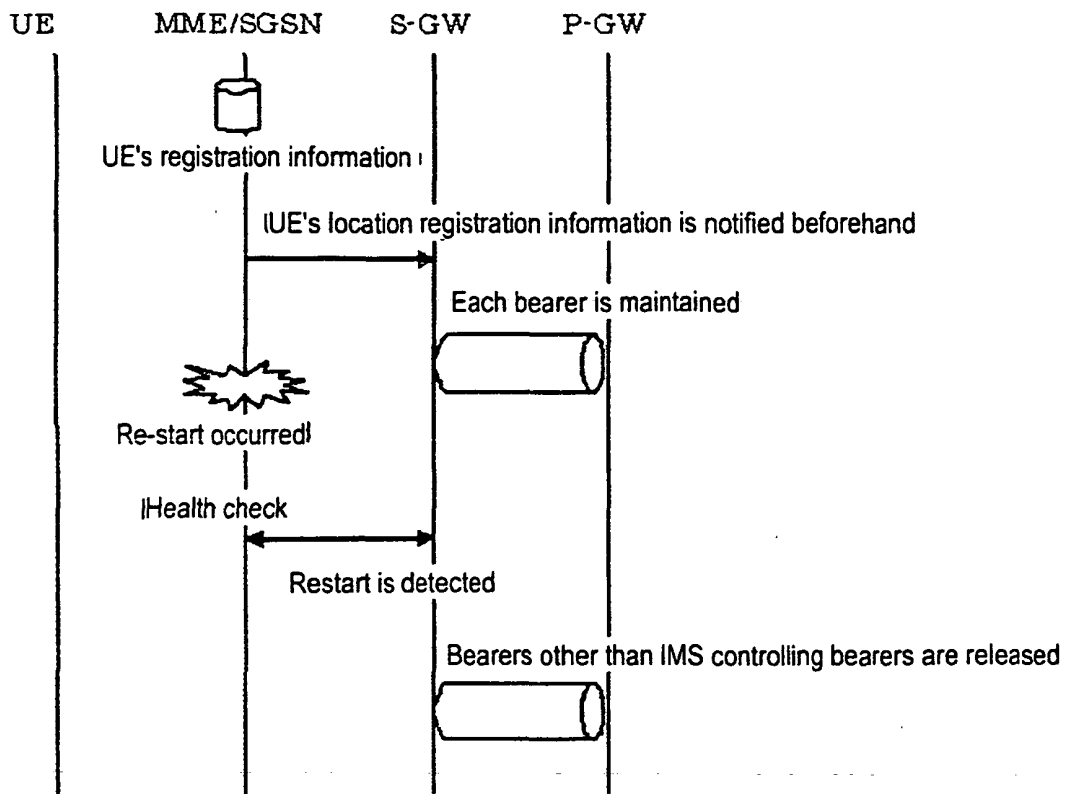 UE MME/SGSN S-GW P-GW
UE's registration information
UE's location registration information is notified beforehand
Each bearer is maintained
Re-start occurred
Health check
Restart is detected
Bearers other than IMS controlling bearers are released